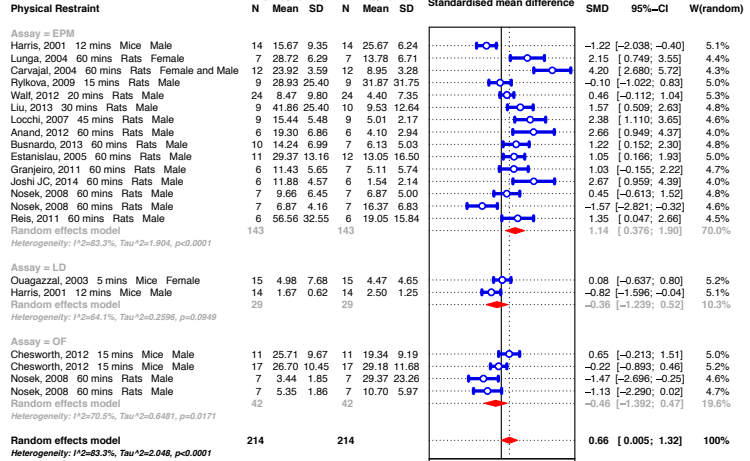 Standardised mean difference
Physical Restraint N Mean SD N Mean SD SMD 95%−CI W(random)
Assay = EPM
Harris, 2001 12 mins Mice Male 14 15.67 9.35 14 25.67 6.24 −1.22 [−2.038; −0.40] 5.1%
Lunga, 2004 60 mins Rats Female 7 28.72 6.29 7 13.78 6.71 2.15 [ 0.749; 3.55] 4.4%
Carvajal, 2004 60 mins Rats Female and Male 12 23.92 3.59 12 8.95 3.28 4.20 [ 2.680; 5.72] 4.3%
Rylkova, 2009 15 mins Rats Male 9 28.93 25.40 9 31.87 31.75 −0.10 [−1.022; 0.83] 5.0%
Walf, 2012 20 mins Rats Male 24 8.47 9.80 24 4.40 7.35 0.46 [−0.112; 1.04] 5.3%
Liu, 2013 30 mins Rats Male 9 41.86 25.40 10 9.53 12.64 1.57 [ 0.509; 2.63] 4.8%
Locchi, 2007 45 mins Rats Male 9 15.44 5.48 9 5.01 2.17 2.38 [ 1.110; 3.65] 4.6%
Anand, 2012 60 mins Rats Male 6 19.30 6.86 6 4.10 2.94 2.66 [ 0.949; 4.37] 4.0%
Busnardo, 2013 60 mins Rats Male 10 14.24 6.99 7 6.13 5.03 1.22 [ 0.152; 2.30] 4.8%
Estanislau, 2005 60 mins Rats Male 11 29.37 13.16 12 13.05 16.50 1.05 [ 0.166; 1.93] 5.0%
Granjeiro, 2011 60 mins Rats Male 6 11.43 5.65 7 5.11 5.74 1.03 [−0.155; 2.22] 4.7%
Joshi JC, 2014 60 mins Rats Male 6 11.88 4.57 6 1.54 2.14 2.67 [ 0.959; 4.39] 4.0%
Nosek, 2008 60 mins Rats Male 7 9.66 6.45 7 6.87 5.00 0.45 [−0.613; 1.52] 4.8%
Nosek, 2008 60 mins Rats Male 7 6.87 4.16 7 16.37 6.83 −1.57 [−2.821; −0.32] 4.6%
Reis, 2011 60 mins Rats Male 6 56.56 32.55 6 19.05 15.84 1.35 [ 0.047; 2.66] 4.5%
Random effects model 143 143 1.14 [ 0.376; 1.90] 70.0%
Heterogeneity: I^2=83.3%, Tau^2=1.904, p<0.0001
Assay = LD
Ouagazzal, 2003 5 mins Mice Female 15 4.98 7.68 15 4.47 4.65 0.08 [−0.637; 0.80] 5.2%
Harris, 2001 12 mins Mice Male 14 1.67 0.62 14 2.50 1.25 −0.82 [−1.596; −0.04] 5.1%
Random effects model 29 29 −0.36 [−1.239; 0.52] 10.3%
Heterogeneity: I^2=64.1%, Tau^2=0.2596, p=0.0949
Assay = OF
Chesworth, 2012 15 mins Mice Male 11 25.71 9.67 11 19.34 9.19 0.65 [−0.213; 1.51] 5.0%
Chesworth, 2012 15 mins Mice Male 17 26.70 10.45 17 29.18 11.68 −0.22 [−0.893; 0.46] 5.2%
Nosek, 2008 60 mins Rats Male 7 3.44 1.85 7 29.37 23.26 −1.47 [−2.696; −0.25] 4.6%
Nosek, 2008 60 mins Rats Male 7 5.35 1.86 7 10.70 5.97 −1.13 [−2.290; 0.02] 4.7%
Random effects model 42 42 −0.46 [−1.392; 0.47] 19.6%
Heterogeneity: I^2=70.5%, Tau^2=0.6481, p=0.0171
Random effects model 214 214 0.66 [ 0.005; 1.32] 100%
Heterogeneity: I^2=83.3%, Tau^2=2.048, p<0.0001